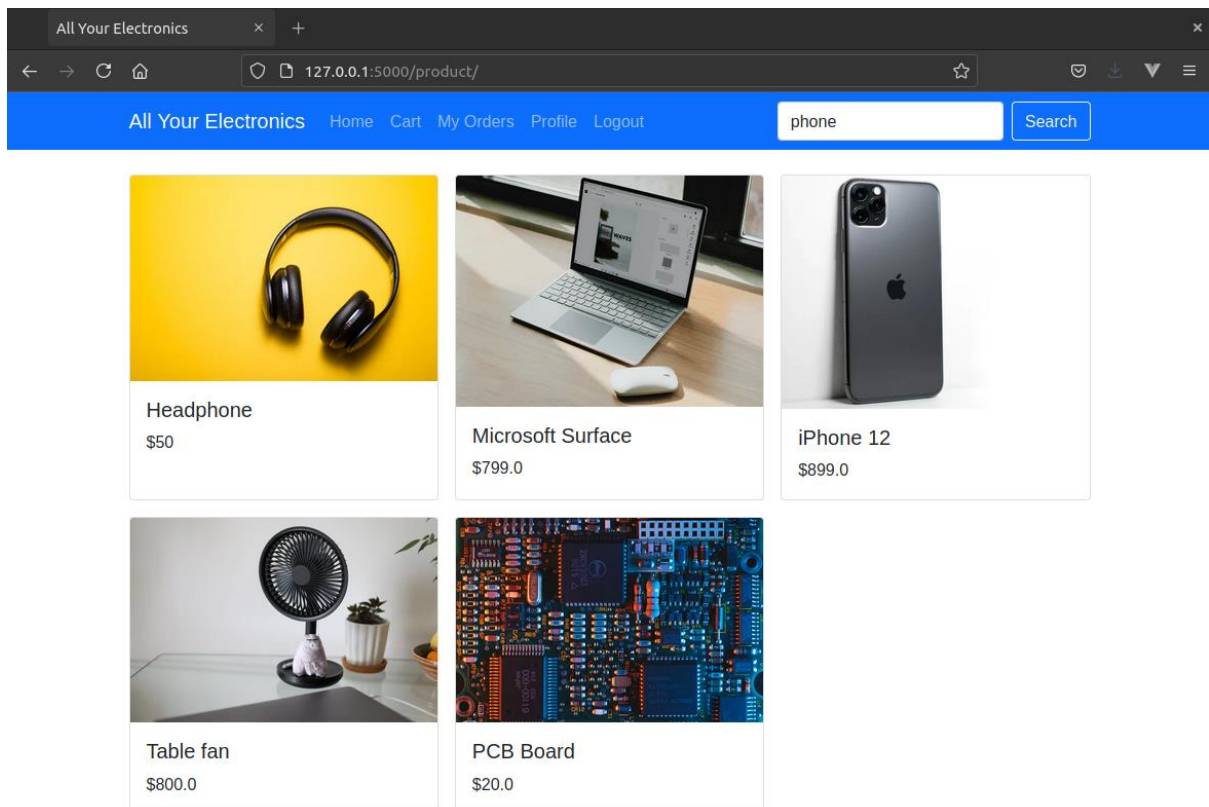 All Your Electronics
127.0.0.1:5000/product/
All Your Electronics Home Cart My Orders Profile Logout phone Search
Headphone
$50
Microsoft Surface
$799.0
iPhone 12
$899.0
Table fan
$800.0
PCB Board
$20.0